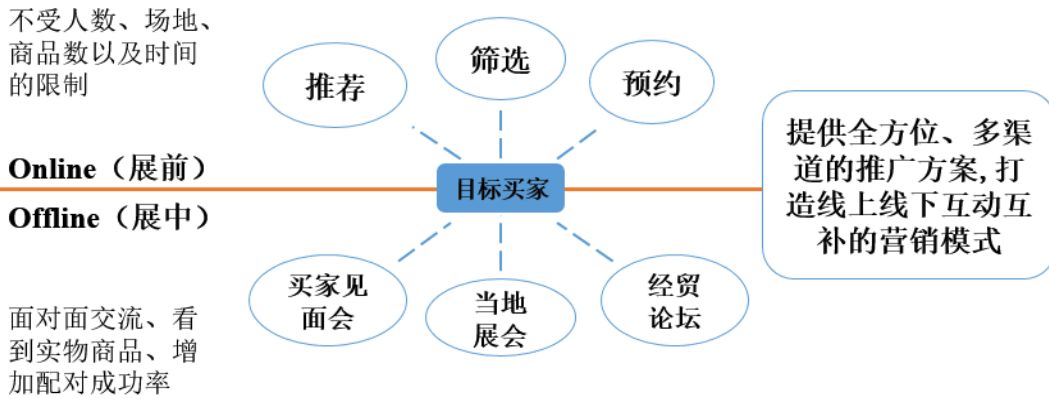 不受人数、场地、
商品数以及时间
的限制
推荐
筛选
预约
Online（展前）
目标买家
Offline（展中）
提供全方位、多渠
道的推广方案,打
造线上线下互动互
补的营销模式
买家见
面会
当地
展会
经贸
论坛
面对面交流、看
到实物商品、增
加配对成功率